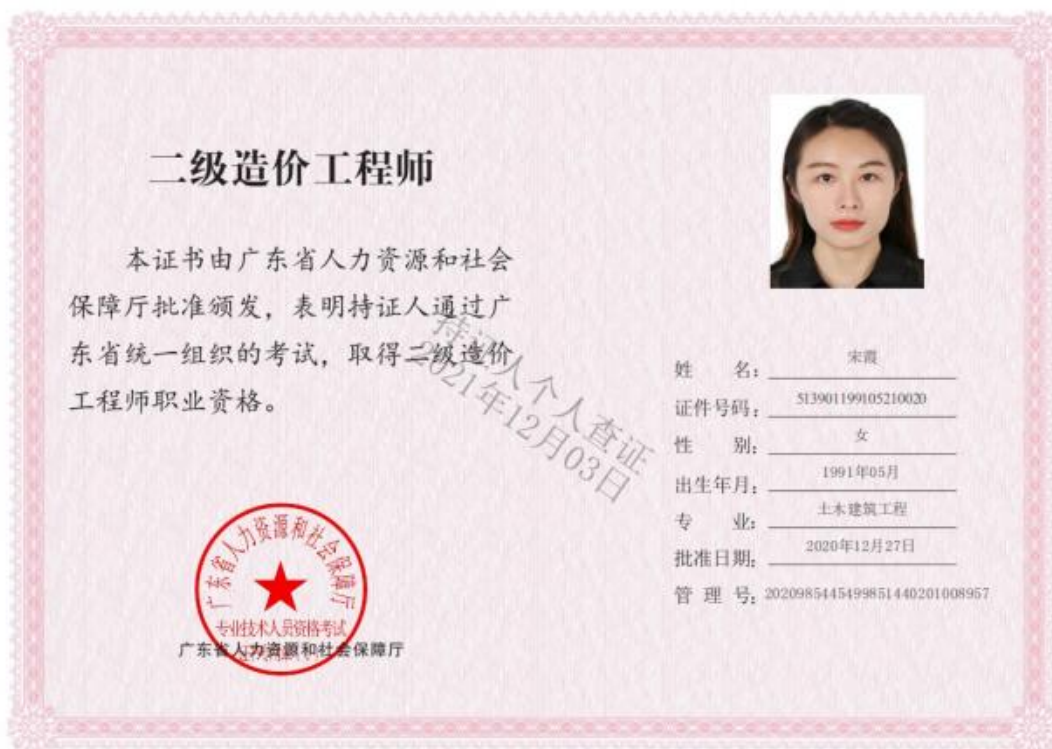 二级造价工程师
本证书由广东省人力资源和社会
保障厅批准颁发，表明持证人通过广
东省统一组织的考试，取得二级造价
工程师职业资格。
持证人个人查证
2021年12月03日
姓 名：宋霞
证件号码：513901199105210020
性 别：女
出生年月：1991年05月
专 业：土木建筑工程
批准日期：2020年12月27日
管 理 号：2020985445499851440201008957
广东省人力资源和社会保障厅
专业技术人员资格考试
广东省人力资源和社会保障厅